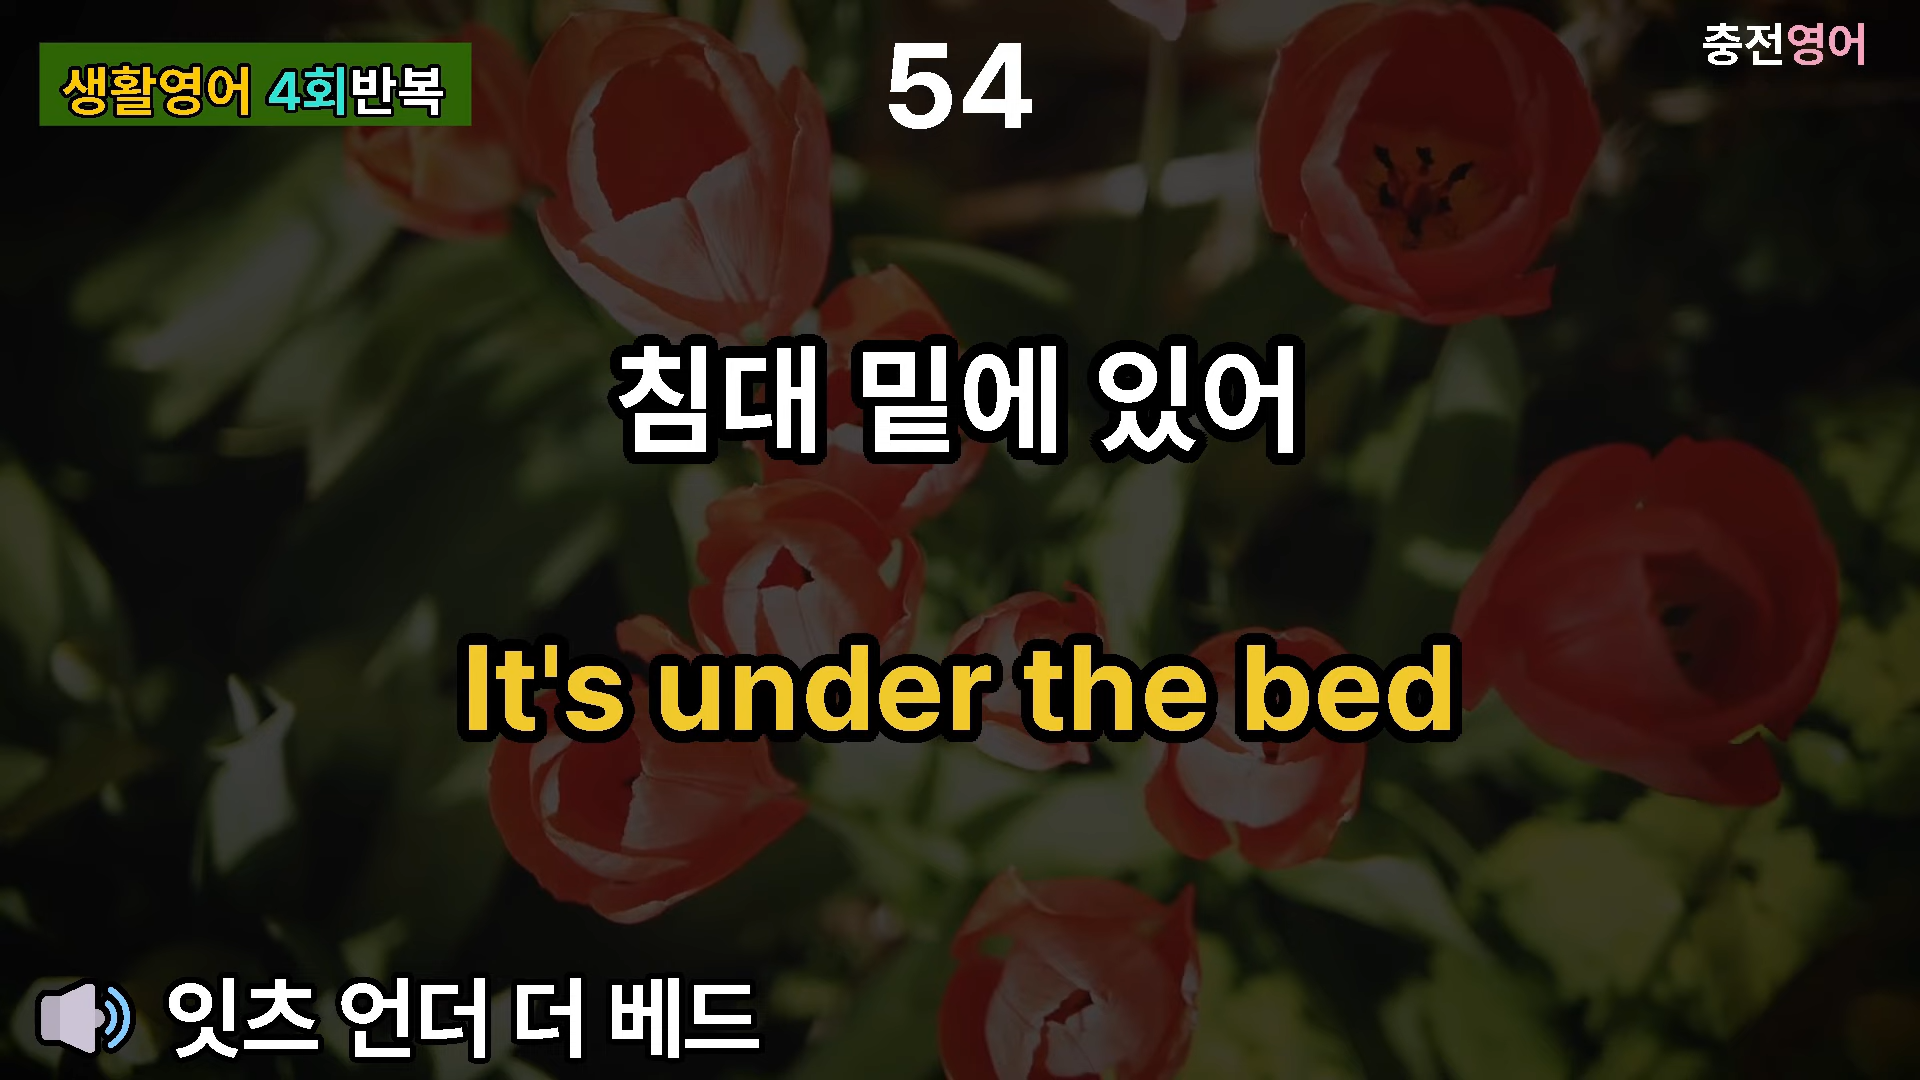 생활영어 4회반복
54
충전영어
침대 밑에 있어
It's under the bed
잇츠 언더 더 베드